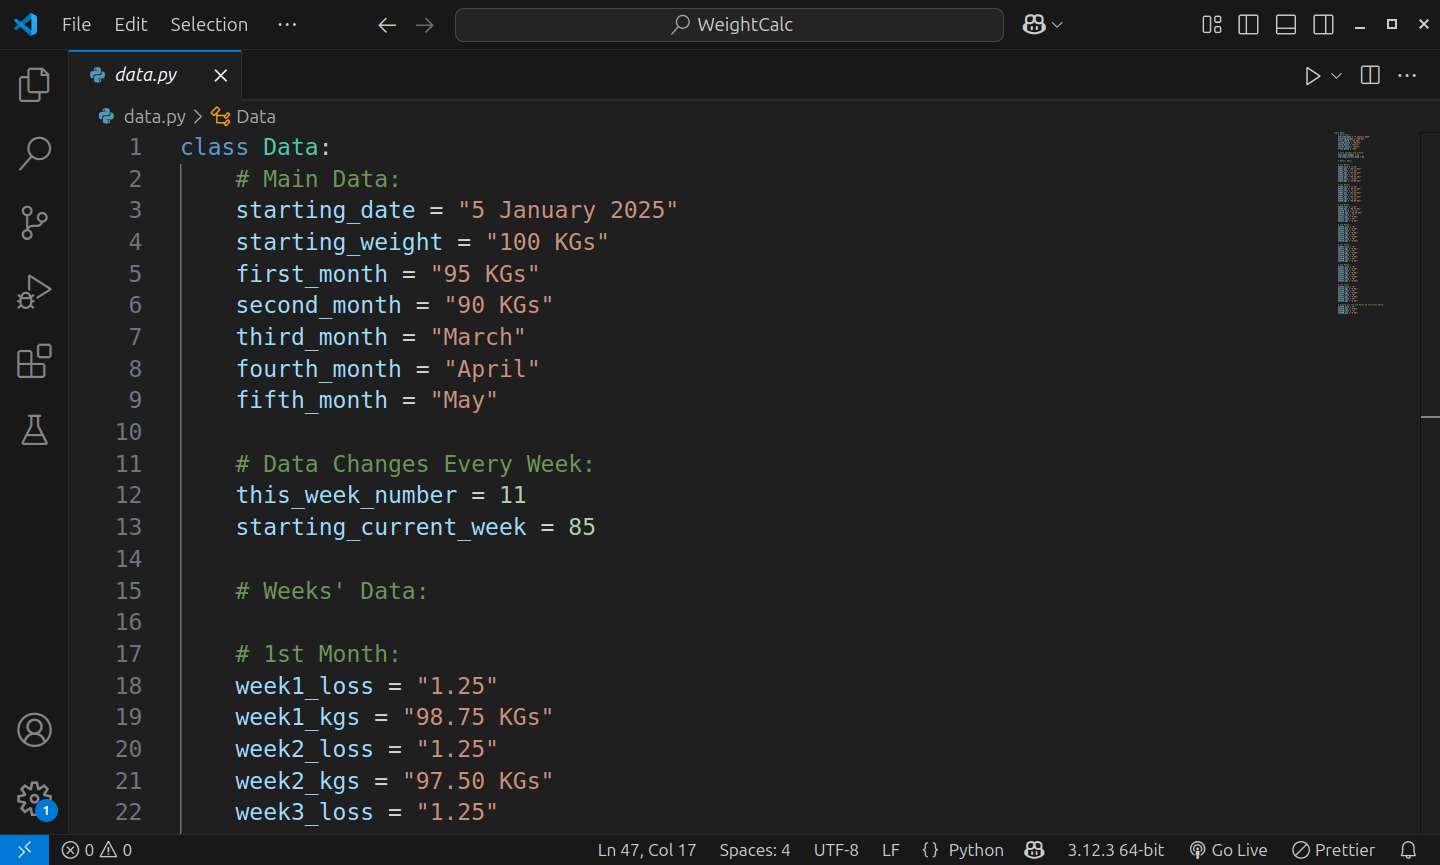 File Edit Selection ··· WeightCalc
data.py
data.py > Data
1 class Data:
2 # Main Data:
3 starting_date = "5 January 2025"
4 starting_weight = "100 KGs"
5 first_month = "95 KGs"
6 second_month = "90 KGs"
7 third_month = "March"
8 fourth_month = "April"
9 fifth_month = "May"
10
11 # Data Changes Every Week:
12 this_week_number = 11
13 starting_current_week = 85
14
15 # Weeks' Data:
16
17 # 1st Month:
18 week1_loss = "1.25"
19 week1_kgs = "98.75 KGs"
20 week2_loss = "1.25"
21 week2_kgs = "97.50 KGs"
22 week3_loss = "1.25"
1
0 0 Ln 47, Col 17 Spaces: 4 UTF-8 LF {} Python 3.12.3 64-bit Go Live Prettier